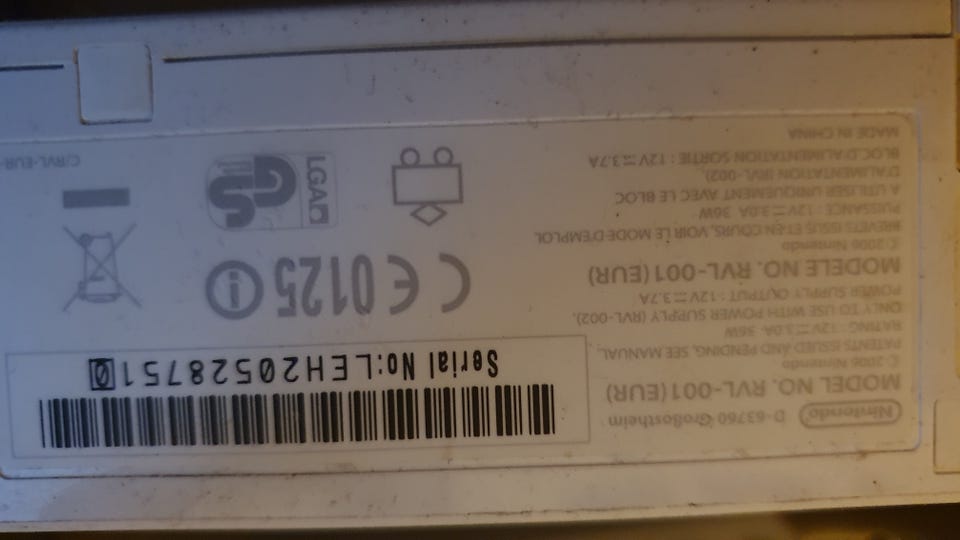 Nintendo D-63760 Großostheim
MODEL NO. RVL-001(EUR)
© 2006 Nintendo
PATENTS ISSUED AND PENDING, SEE MANUAL.
RATING : 12V⎓3.0A 36W
ONLY TO USE WITH POWER SUPPLY (RVL-002).
POWER SUPPLY OUTPUT : 12V⎓3.7A
MODELE NO. RVL-001(EUR)
© 2006 Nintendo
BREVETS ISSUS ET EN COURS, VOIR LE MODE D'EMPLOI.
PUISSANCE : 12V⎓3.0A 36W
A UTILISER UNIQUEMENT AVEC LE BLOC
D'ALIMENTATION (RVL-002).
BLOC D'ALIMENTATION SORTIE : 12V⎓3.7A
MADE IN CHINA
Serial No:LEH205287510
CE0125
LGA
GS
C/RVL-EUR-